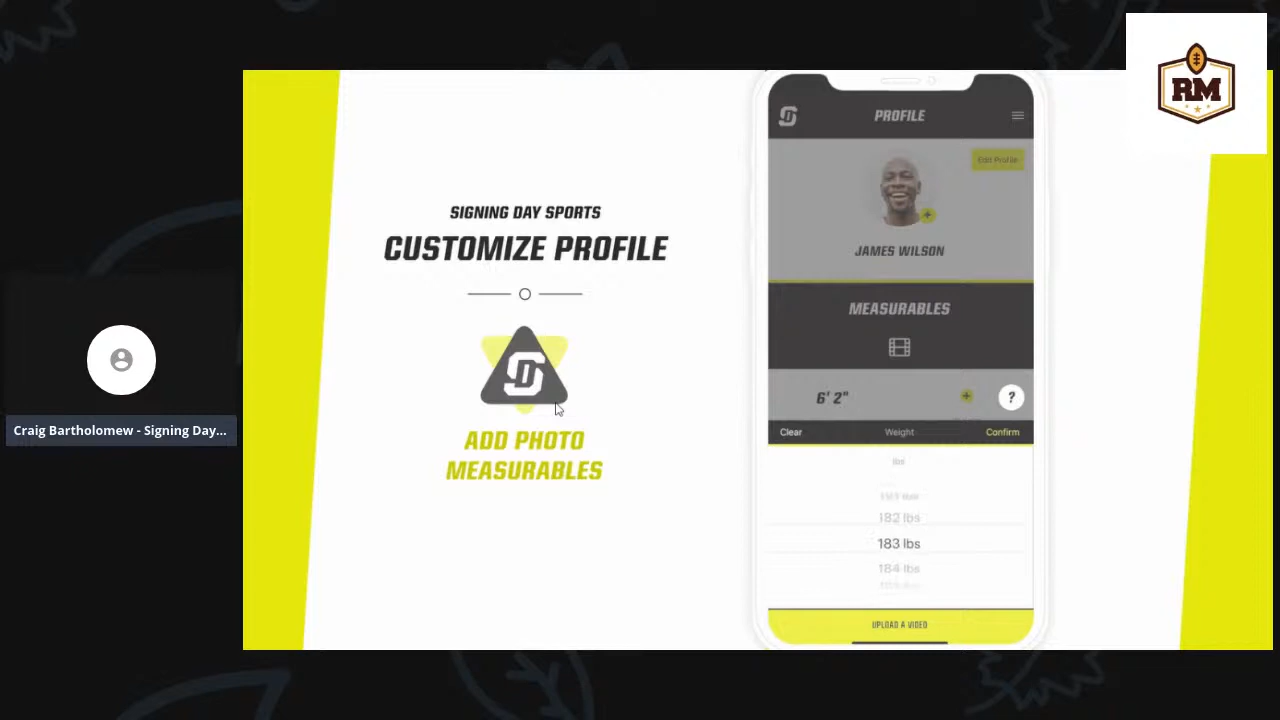 RM
SIGNING DAY SPORTS
CUSTOMIZE PROFILE
SD
ADD PHOTO
MEASURABLES
Craig Bartholomew - Signing Day...
PROFILE
Edit Profile
JAMES WILSON
MEASURABLES
6' 2"
?
Clear
Weight
Confirm
lbs
182 lbs
183 lbs
184 lbs
UPLOAD A VIDEO